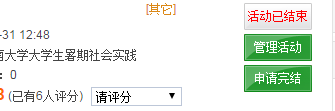 [其它]
活动已结束
-31 12:48
管理活动
南大学大学生暑期社会实践
: 0
申请完结
(已有6人评分) 请评分